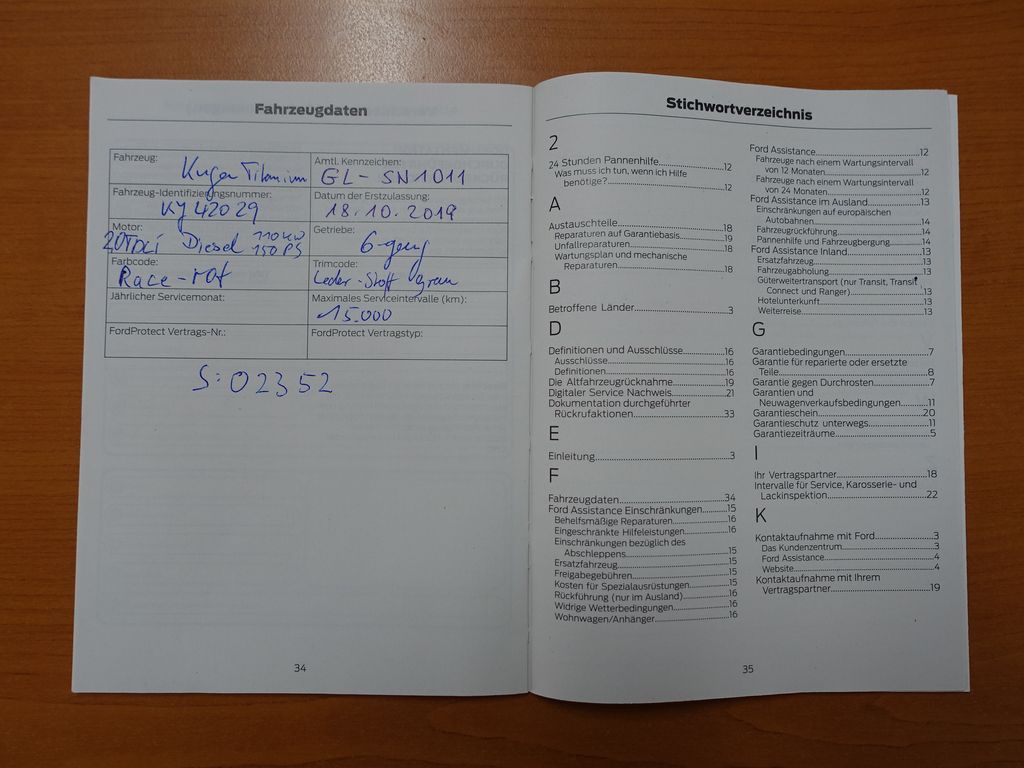 Fahrzeugdaten
Fahrzeug: Kuga Titanium
Amtl. Kennzeichen: GL-SN1011
Fahrzeug-Identifizierungsnummer: KY42029
Datum der Erstzulassung: 18.10.2019
Motor: 2.0TDCi Diesel 110kW 150PS
Getriebe: 6-gang
Farbcode: Race-rot
Trimcode: Leder-Stoff grau
Jährlicher Servicemonat:
Maximales Serviceintervalle (km): 15.000
FordProtect Vertrags-Nr.:
FordProtect Vertragstyp:
S:02352
34
Stichwortverzeichnis
2
24 Stunden Pannenhilfe 12
Was muss ich tun, wenn ich Hilfe
benötige? 12
A
Austauschteile 18
Reparaturen auf Garantiebasis 19
Unfallreparaturen 18
Wartungsplan und mechanische
Reparaturen 18
B
Betroffene Länder 3
D
Definitionen und Ausschlüsse 16
Ausschlüsse 16
Definitionen 16
Die Altfahrzeugrücknahme 19
Digitaler Service Nachweis 21
Dokumentation durchgeführter
Rückrufaktionen 33
E
Einleitung 3
F
Fahrzeugdaten 34
Ford Assistance Einschränkungen 15
Behelfsmäßige Reparaturen 16
Eingeschränkte Hilfeleistungen 16
Einschränkungen bezüglich des
Abschleppens 15
Ersatzfahrzeug 15
Freigabegebühren 15
Kosten für Spezialausrüstungen 15
Rückführung (nur im Ausland) 16
Widrige Wetterbedingungen 16
Wohnwagen/Anhänger 16
Ford Assistance 12
Fahrzeuge nach einem Wartungsintervall
von 12 Monaten 12
Fahrzeuge nach einem Wartungsintervall
von 24 Monaten 12
Ford Assistance im Ausland 13
Einschränkungen auf europäischen
Autobahnen 14
Fahrzeugrückführung 14
Pannenhilfe und Fahrzeugbergung 14
Ford Assistance Inland 13
Ersatzfahrzeug 13
Fahrzeugabholung 13
Güterweitertransport (nur Transit, Transit
Connect und Ranger) 13
Hotelunterkunft 13
Weiterreise 13
G
Garantiebedingungen 7
Garantie für reparierte oder ersetzte
Teile 8
Garantie gegen Durchrosten 7
Garantien und
Neuwagenverkaufsbedingungen 11
Garantieschein 20
Garantieschutz unterwegs 11
Garantiezeiträume 5
I
Ihr Vertragspartner 18
Intervalle für Service, Karosserie- und
Lackinspektion 22
K
Kontaktaufnahme mit Ford 3
Das Kundenzentrum 3
Ford Assistance 4
Website 4
Kontaktaufnahme mit Ihrem
Vertragspartner 19
35